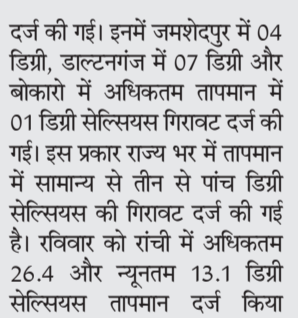 दर्ज की गई। इनमें जमशेदपुर में 04
डिग्री, डाल्टनगंज में 07 डिग्री और
बोकारो में अधिकतम तापमान में
01 डिग्री सेल्सियस गिरावट दर्ज की
गई। इस प्रकार राज्य भर में तापमान
में सामान्य से तीन से पांच डिग्री
सेल्सियस की गिरावट दर्ज की गई
है। रविवार को रांची में अधिकतम
26.4 और न्यूनतम 13.1 डिग्री
सेल्सियस तापमान दर्ज किया